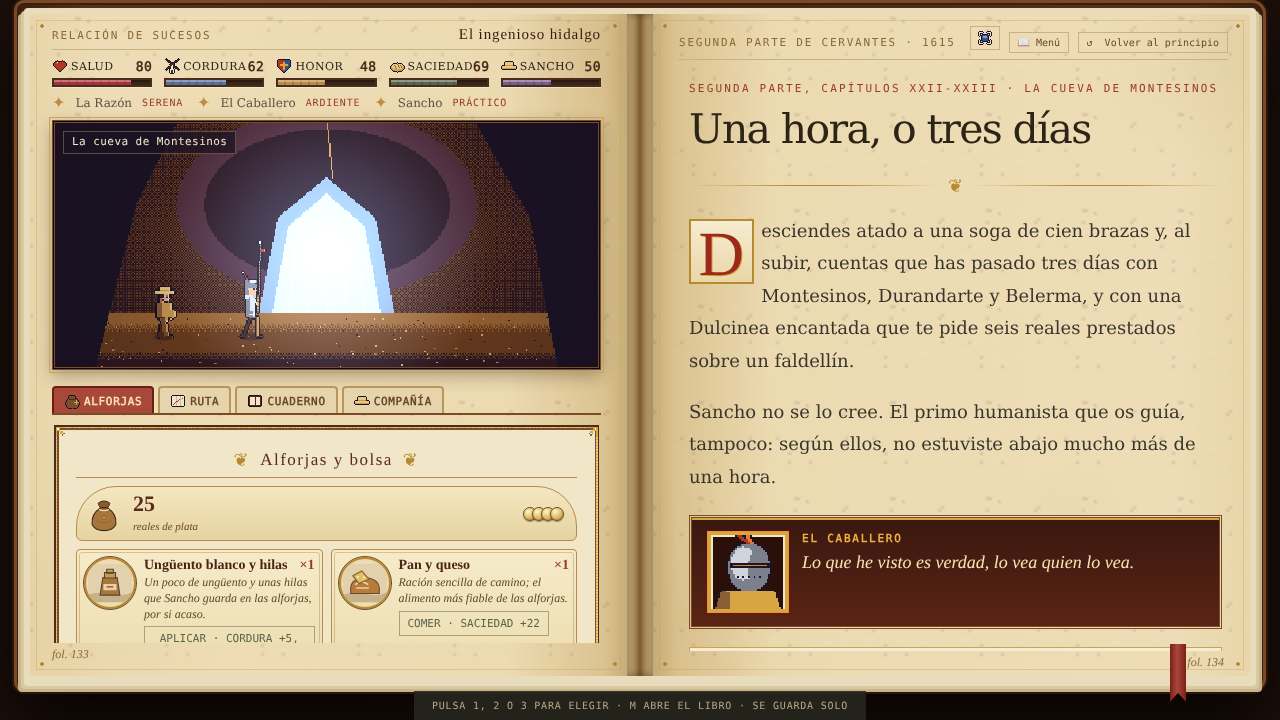 RELACIÓN DE SUCESOS
El ingenioso hidalgo
SALUD 80
CORDURA 62
HONOR 48
SACIEDAD 69
SANCHO 50
La Razón SERENA
El Caballero ARDIENTE
Sancho PRÁCTICO
La cueva de Montesinos
ALFORJAS
RUTA
CUADERNO
COMPAÑÍA
Alforjas y bolsa
25
reales de plata
Ungüento blanco y hilas ×1
Un poco de ungüento y unas hilas
que Sancho guarda en las alforjas,
por si acaso.
APLICAR · CORDURA +5,
Pan y queso ×1
Ración sencilla de camino; el
alimento más fiable de las alforjas.
COMER · SACIEDAD +22
fol. 133
SEGUNDA PARTE DE CERVANTES · 1615
Menú
↺ Volver al principio
SEGUNDA PARTE, CAPÍTULOS XXII-XXIII · LA CUEVA DE MONTESINOS
Una hora, o tres días
Desciendes atado a una soga de cien brazas y, al
subir, cuentas que has pasado tres días con
Montesinos, Durandarte y Belerma, y con una
Dulcinea encantada que te pide seis reales prestados
sobre un faldellín.
Sancho no se lo cree. El primo humanista que os guía,
tampoco: según ellos, no estuviste abajo mucho más de
una hora.
EL CABALLERO
Lo que he visto es verdad, lo vea quien lo vea.
fol. 134
PULSA 1, 2 O 3 PARA ELEGIR · M ABRE EL LIBRO · SE GUARDA SOLO